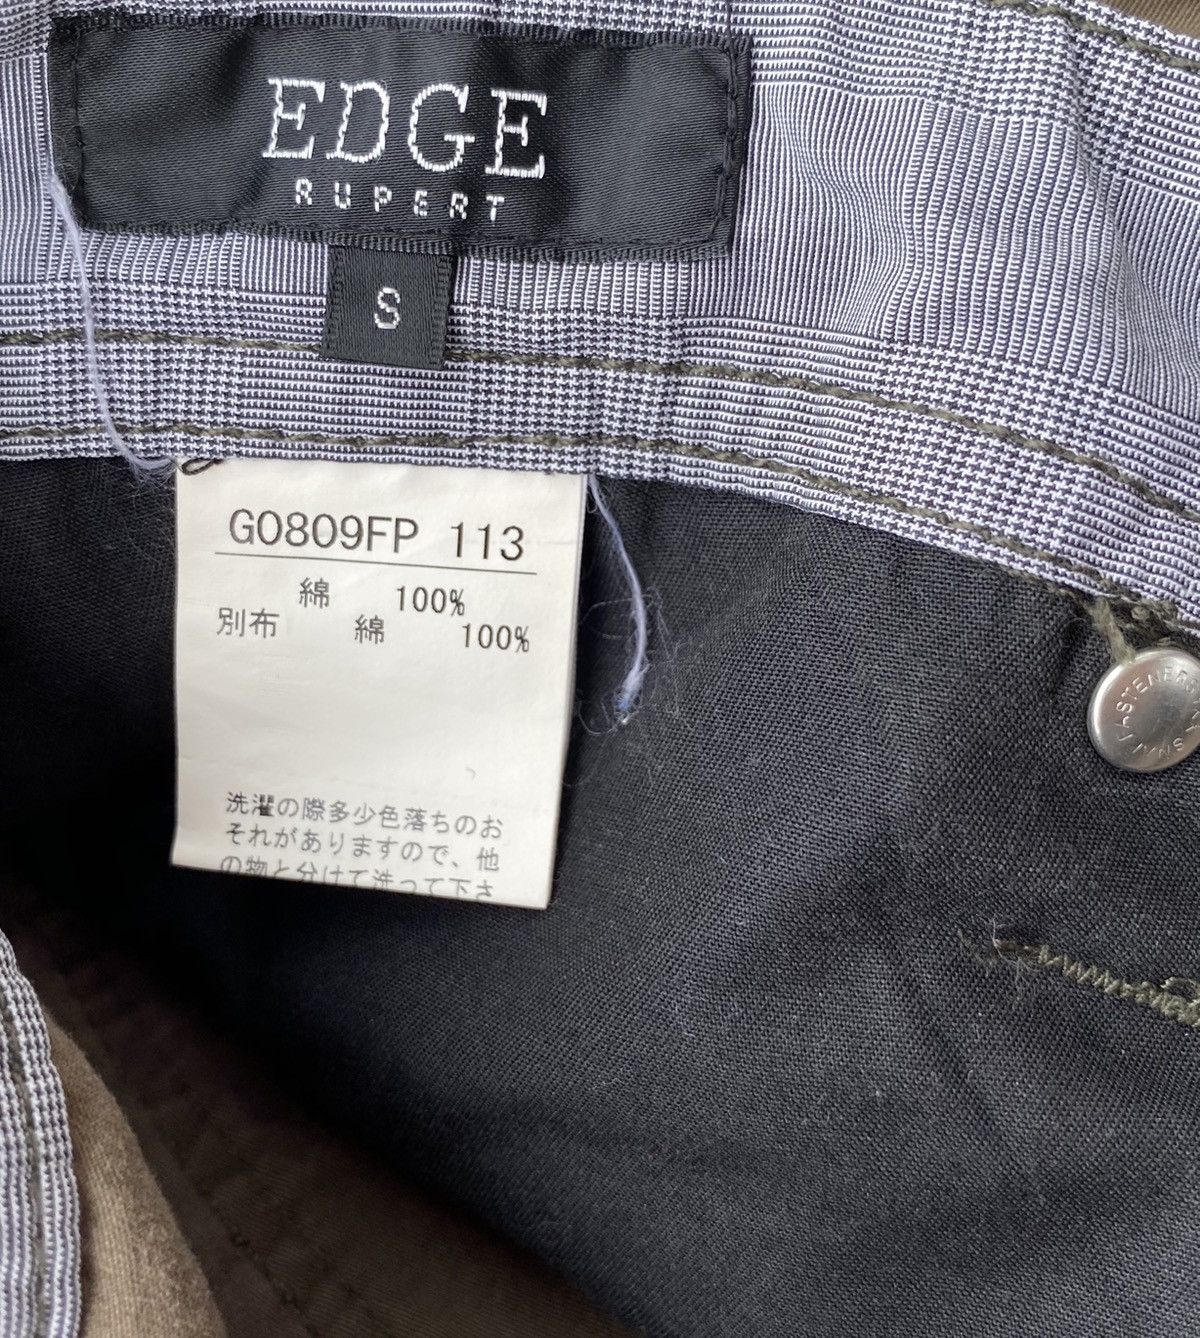 EDGE
RUPERT
S
G0809FP 113
綿 100%
別布 綿 100%
洗濯の際多少色落ちのお
それがありますので、他
の物と分けて洗って下さ